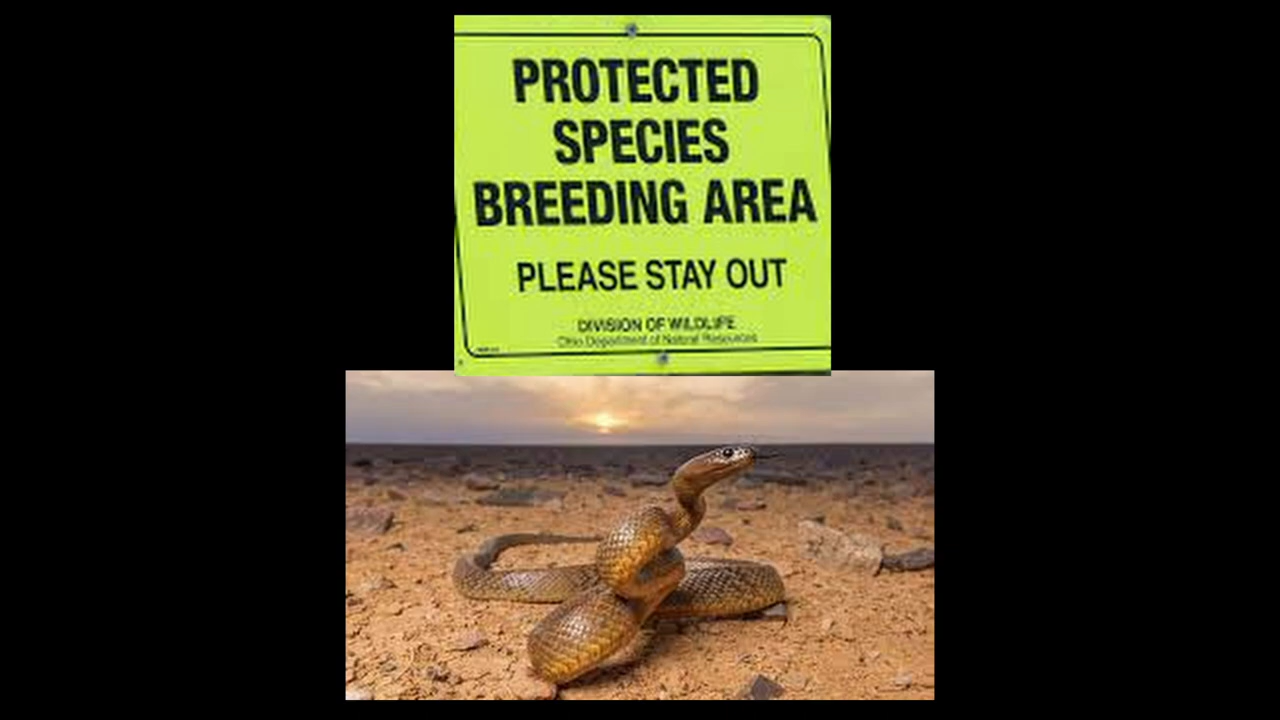 PROTECTED
SPECIES
BREEDING AREA
PLEASE STAY OUT
DIVISION OF WILDLIFE
Ohio Department of Natural Resources